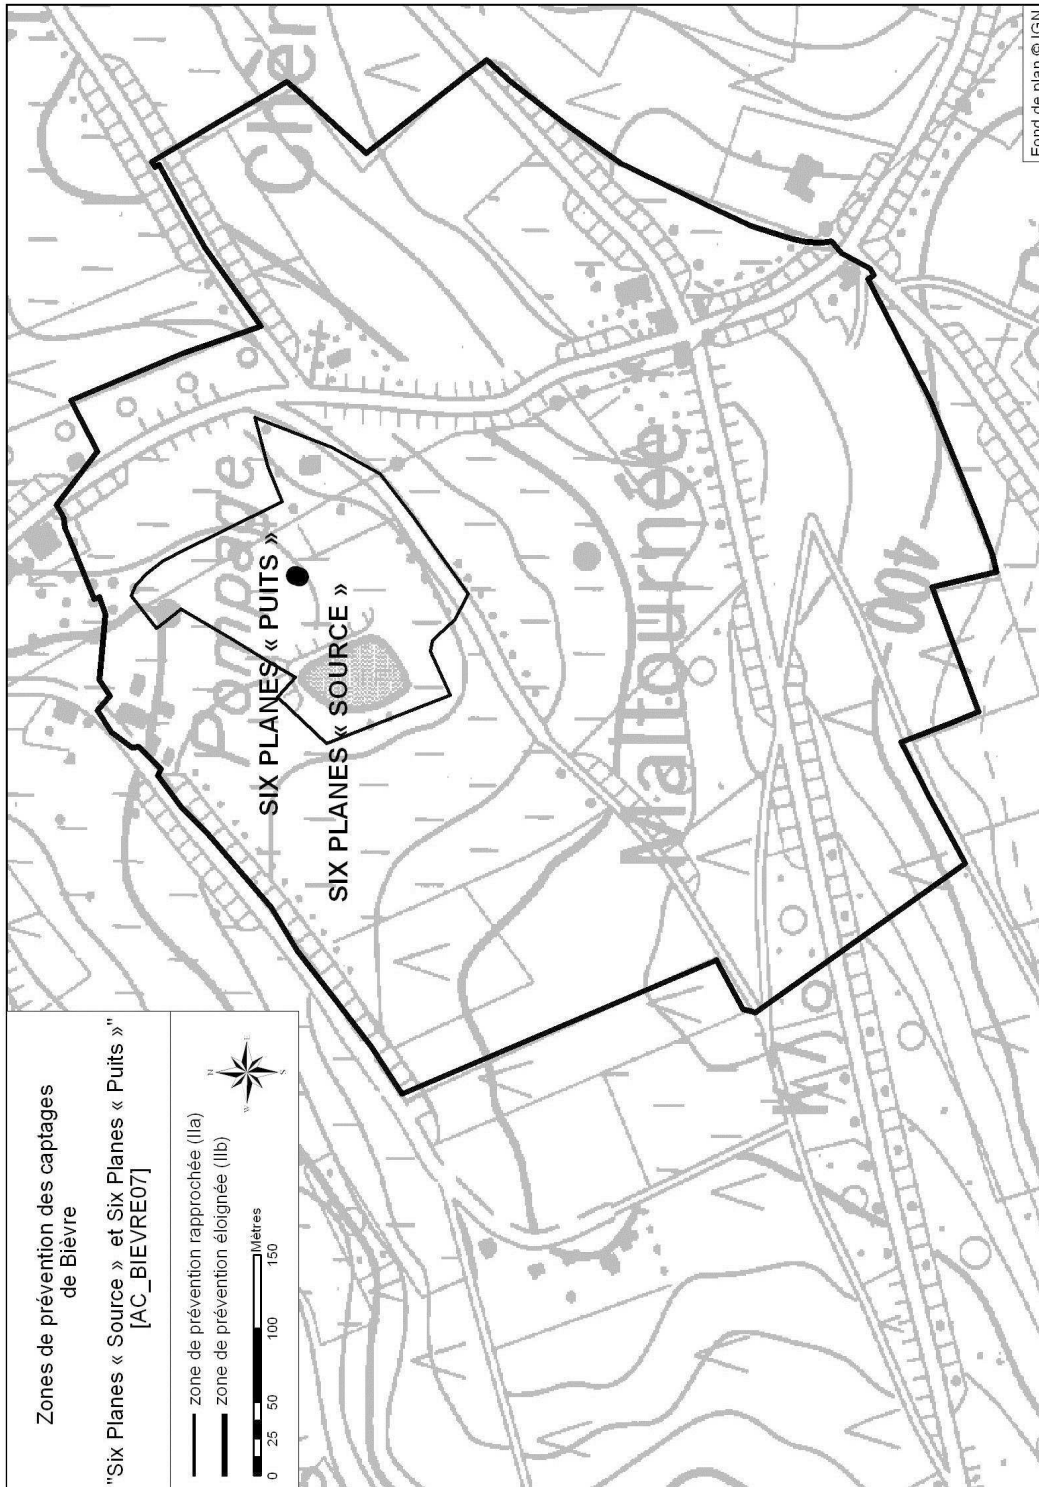 Zones de prévention des captages
de Bièvre
"Six Planes « Source » et Six Planes « Puits »"
[AC_BIEVRE07]
zone de prévention rapprochée (IIa)
zone de prévention éloignée (IIb)
0 25 50 100 150
Mètres
N
E
S
W
Ponpage
SIX PLANES « PUITS »
SIX PLANES « SOURCE »
Maltournée
400
Fond de plan © IGN